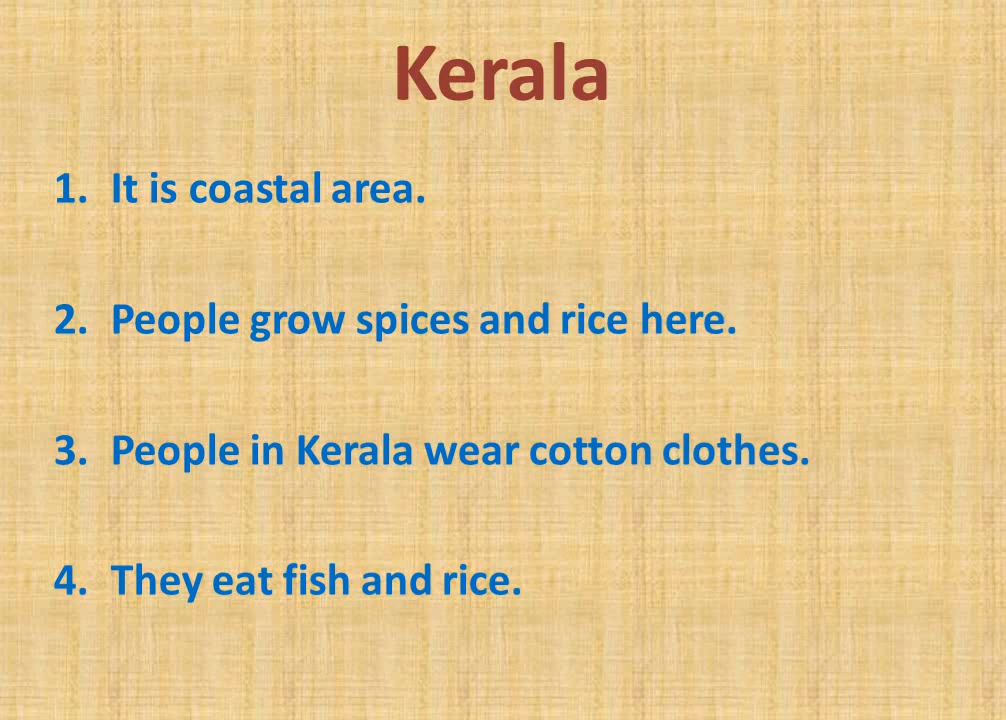 Kerala
1. It is coastal area.
2. People grow spices and rice here.
3. People in Kerala wear cotton clothes.
4. They eat fish and rice.